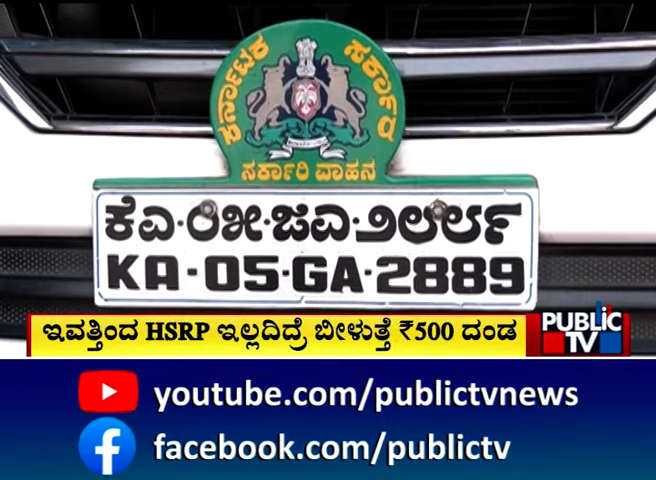 ಕರ್ನಾಟಕ ಸರ್ಕಾರ
ಸರ್ಕಾರಿ ವಾಹನ
ಕೆಎ·೦೫·ಜಿಎ·೨೮೮೯
KA-05-GA-2889
ಇವತ್ತಿಂದ HSRP ಇಲ್ಲದಿದ್ರೆ ಬೀಳುತ್ತೆ ₹500 ದಂಡ
PUBLIC
TV
youtube.com/publictvnews
facebook.com/publictv